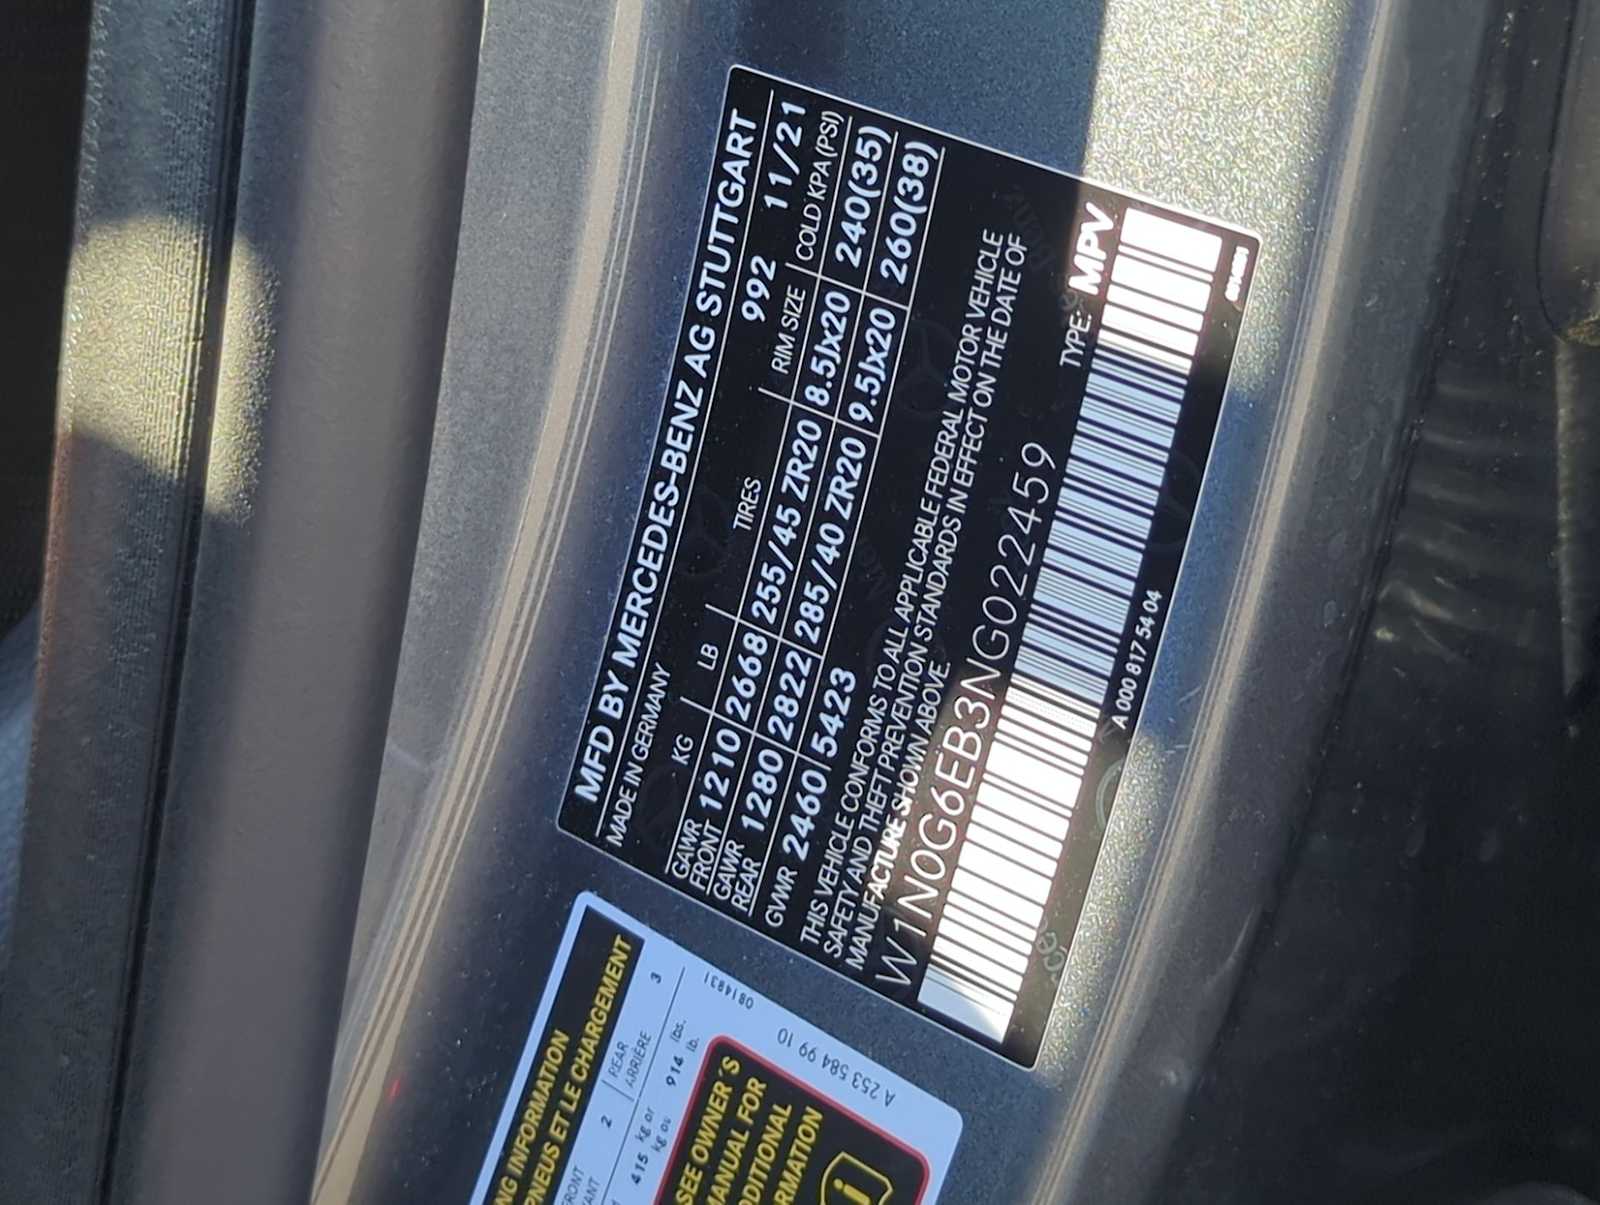 MFD BY MERCEDES-BENZ AG STUTTGART
MADE IN GERMANY 992 11/21
KG LB TIRES RIM SIZE COLD KPA(PSI)
GAWR
FRONT 1210 2668 255/45 ZR20 8.5Jx20 240(35)
GAWR
REAR 1280 2822 285/40 ZR20 9.5Jx20 260(38)
GVWR 2460 5423
THIS VEHICLE CONFORMS TO ALL APPLICABLE FEDERAL MOTOR VEHICLE
SAFETY AND THEFT PREVENTION STANDARDS IN EFFECT ON THE DATE OF
MANUFACTURE SHOWN ABOVE.
W1N0G6EB3NG022459 TYPE: MPV
A 000 817 54 04
NG INFORMATION
PNEUS ET LE CHARGEMENT
FRONT 2 REAR 3
VANT ARRIÈRE
415 kg or 914 lbs.
kg ou lb.
SEE OWNER'S
MANUAL FOR
DDITIONAL
RMATION
i
0814831
A 253 584 99 10